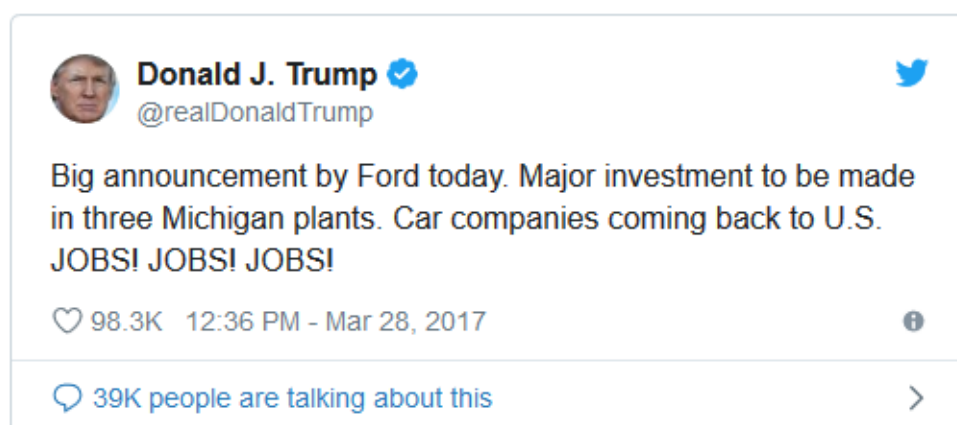 Donald J. Trump
@realDonaldTrump
Big announcement by Ford today. Major investment to be made
in three Michigan plants. Car companies coming back to U.S.
JOBS! JOBS! JOBS!
98.3K 12:36 PM - Mar 28, 2017
39K people are talking about this